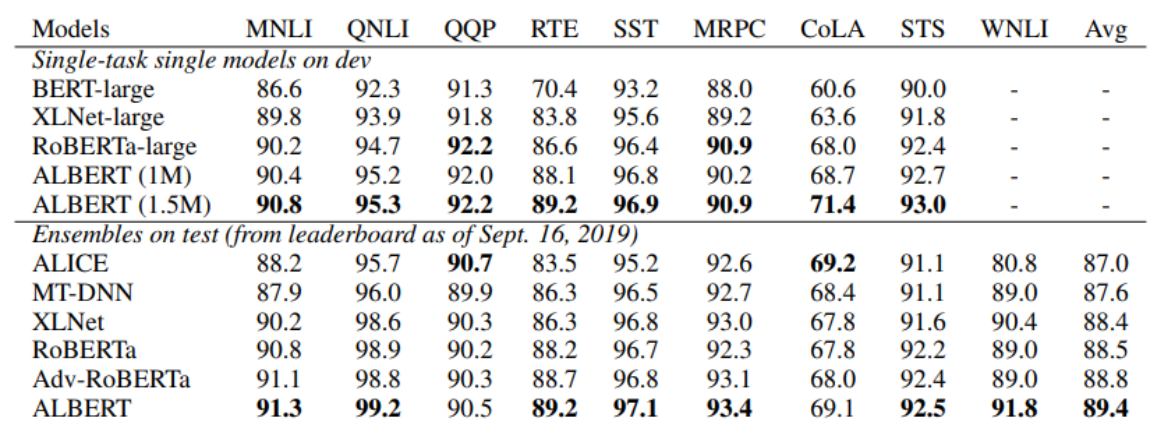 Models MNLI QNLI QQP RTE SST MRPC CoLA STS WNLI Avg
Single-task single models on dev
BERT-large 86.6 92.3 91.3 70.4 93.2 88.0 60.6 90.0 - -
XLNet-large 89.8 93.9 91.8 83.8 95.6 89.2 63.6 91.8 - -
RoBERTa-large 90.2 94.7 92.2 86.6 96.4 90.9 68.0 92.4 - -
ALBERT (1M) 90.4 95.2 92.0 88.1 96.8 90.2 68.7 92.7 - -
ALBERT (1.5M) 90.8 95.3 92.2 89.2 96.9 90.9 71.4 93.0 - -
Ensembles on test (from leaderboard as of Sept. 16, 2019)
ALICE 88.2 95.7 90.7 83.5 95.2 92.6 69.2 91.1 80.8 87.0
MT-DNN 87.9 96.0 89.9 86.3 96.5 92.7 68.4 91.1 89.0 87.6
XLNet 90.2 98.6 90.3 86.3 96.8 93.0 67.8 91.6 90.4 88.4
RoBERTa 90.8 98.9 90.2 88.2 96.7 92.3 67.8 92.2 89.0 88.5
Adv-RoBERTa 91.1 98.8 90.3 88.7 96.8 93.1 68.0 92.4 89.0 88.8
ALBERT 91.3 99.2 90.5 89.2 97.1 93.4 69.1 92.5 91.8 89.4